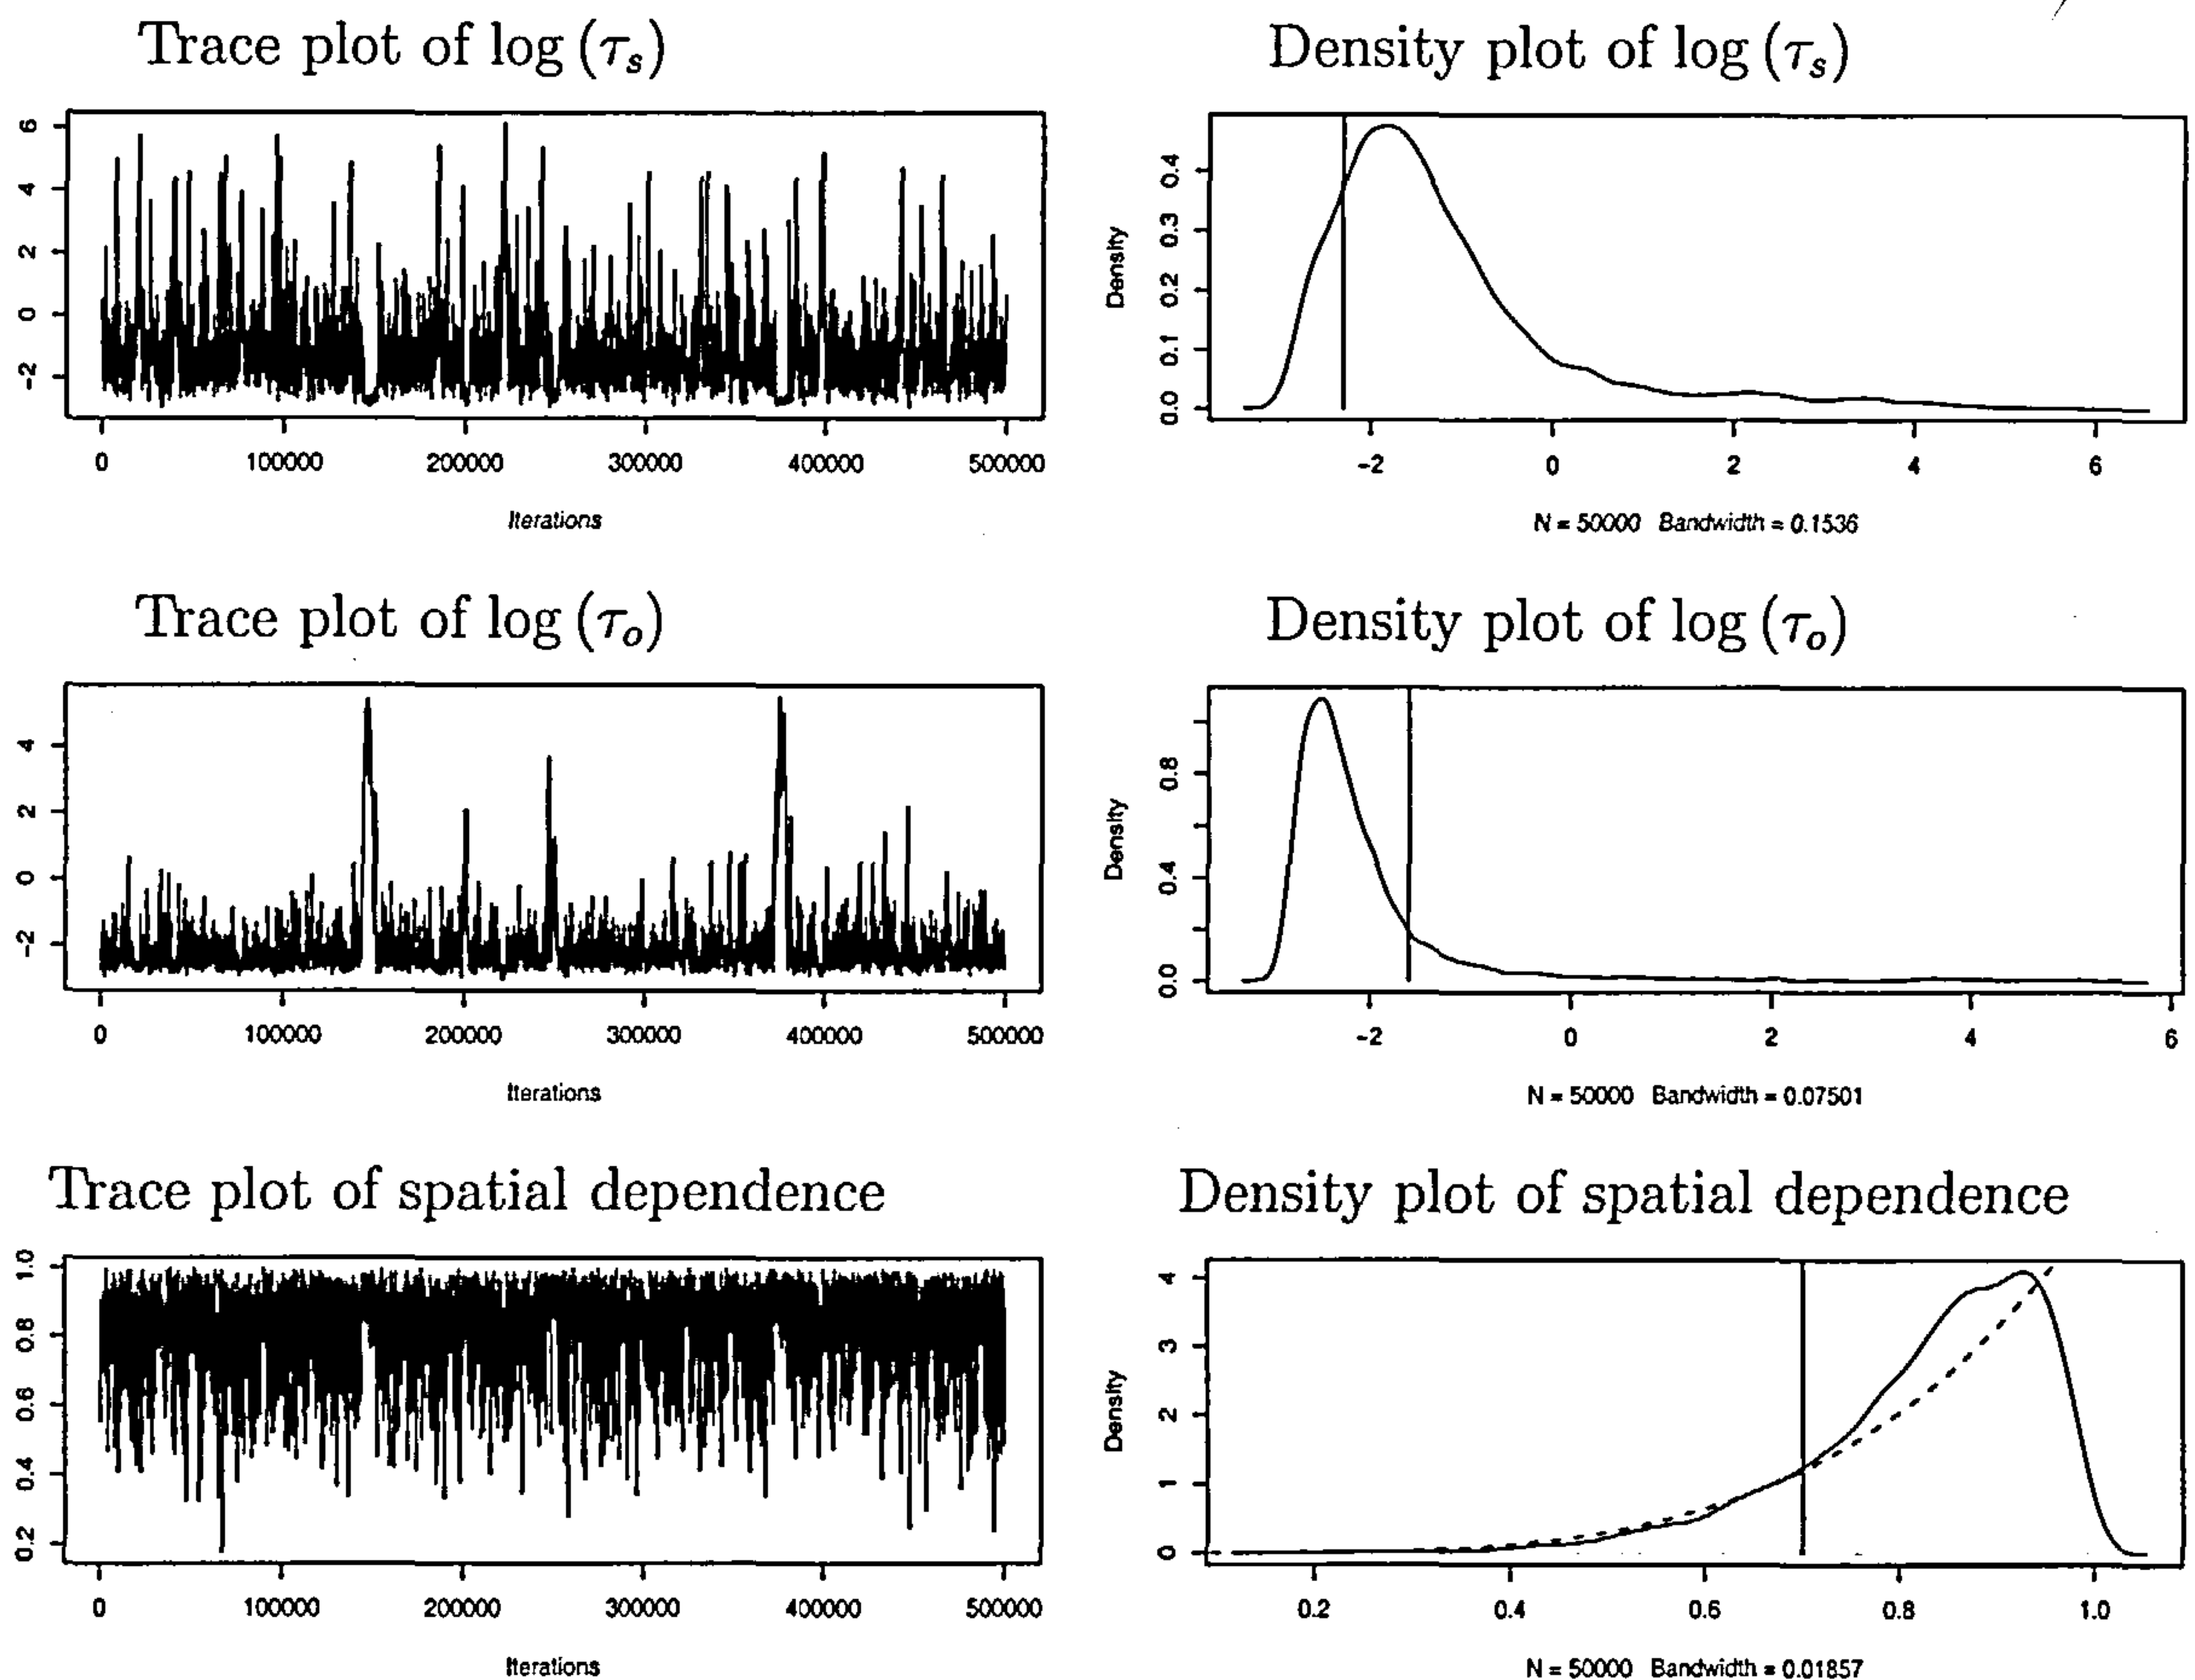 Trace plot of log (τs)
Density plot of log (τs)
6
4
2
0
−2
0 100000 200000 300000 400000 500000
Iterations
Density
0.4
0.3
0.2
0.1
0.0
−2 0 2 4 6
N = 50000 Bandwidth = 0.1536
Trace plot of log (τo)
Density plot of log (τo)
4
2
0
−2
0 100000 200000 300000 400000 500000
Iterations
Density
0.8
0.4
0.0
−2 0 2 4 6
N = 50000 Bandwidth = 0.07501
Trace plot of spatial dependence
Density plot of spatial dependence
1.0
0.8
0.6
0.4
0.2
0 100000 200000 300000 400000 500000
Iterations
Density
4
3
2
1
0
0.2 0.4 0.6 0.8 1.0
N = 50000 Bandwidth = 0.01857